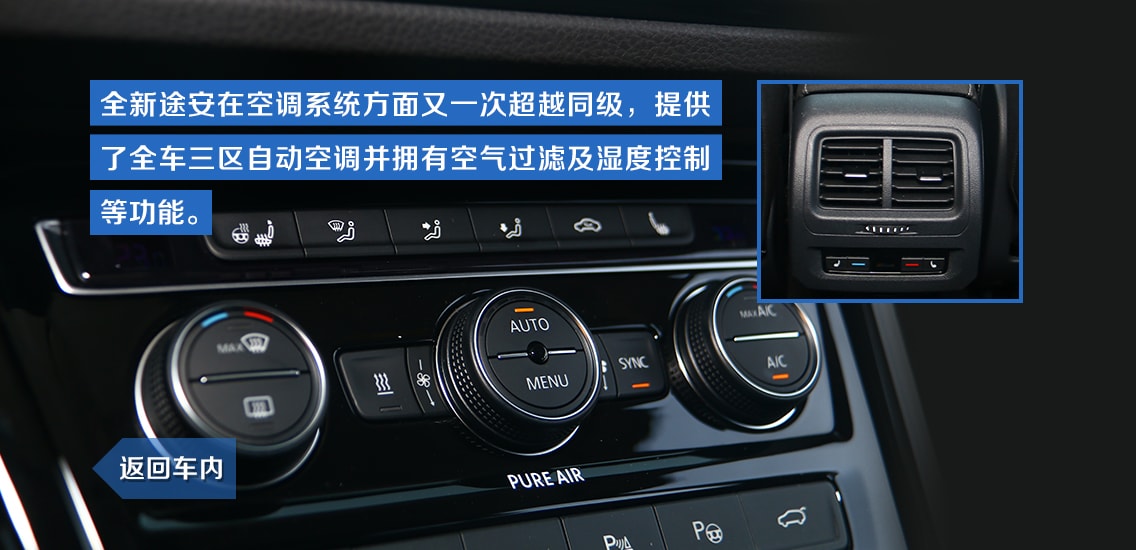 全新途安在空调系统方面又一次超越同级，提供
了全车三区自动空调并拥有空气过滤及湿度控制
等功能。
MAX
AUTO
MENU
SYNC
MAX A/C
A/C
返回车内
PURE AIR
P
P